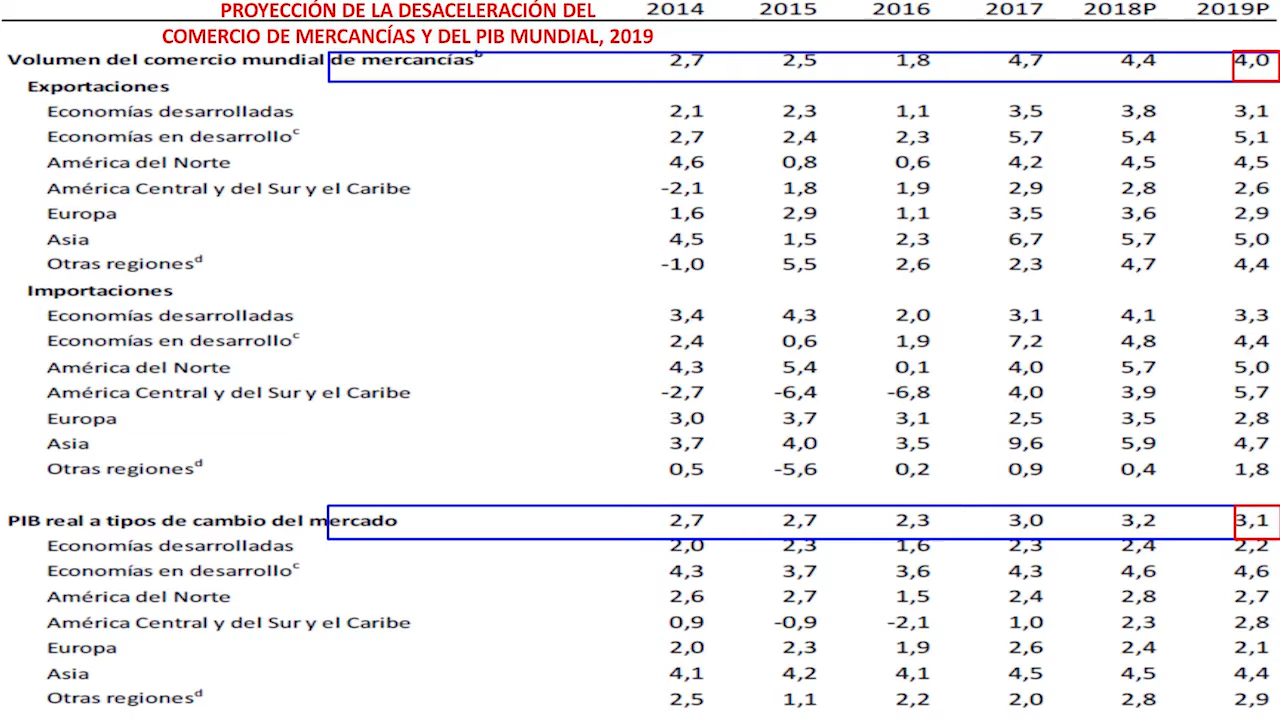 PROYECCIÓN DE LA DESACELERACIÓN DEL 2014 2015 2016 2017 2018P 2019P
COMERCIO DE MERCANCÍAS Y DEL PIB MUNDIAL, 2019
Volumen del comercio mundial de mercancías^b 2,7 2,5 1,8 4,7 4,4 4,0
Exportaciones
Economías desarrolladas 2,1 2,3 1,1 3,5 3,8 3,1
Economías en desarrollo^c 2,7 2,4 2,3 5,7 5,4 5,1
América del Norte 4,6 0,8 0,6 4,2 4,5 4,5
América Central y del Sur y el Caribe -2,1 1,8 1,9 2,9 2,8 2,6
Europa 1,6 2,9 1,1 3,5 3,6 2,9
Asia 4,5 1,5 2,3 6,7 5,7 5,0
Otras regiones^d -1,0 5,5 2,6 2,3 4,7 4,4
Importaciones
Economías desarrolladas 3,4 4,3 2,0 3,1 4,1 3,3
Economías en desarrollo^c 2,4 0,6 1,9 7,2 4,8 4,4
América del Norte 4,3 5,4 0,1 4,0 5,7 5,0
América Central y del Sur y el Caribe -2,7 -6,4 -6,8 4,0 3,9 5,7
Europa 3,0 3,7 3,1 2,5 3,5 2,8
Asia 3,7 4,0 3,5 9,6 5,9 4,7
Otras regiones^d 0,5 -5,6 0,2 0,9 0,4 1,8
PIB real a tipos de cambio del mercado 2,7 2,7 2,3 3,0 3,2 3,1
Economías desarrolladas 2,0 2,3 1,6 2,3 2,4 2,2
Economías en desarrollo^c 4,3 3,7 3,6 4,3 4,6 4,6
América del Norte 2,6 2,7 1,5 2,4 2,8 2,7
América Central y del Sur y el Caribe 0,9 -0,9 -2,1 1,0 2,3 2,8
Europa 2,0 2,3 1,9 2,6 2,4 2,1
Asia 4,1 4,2 4,1 4,5 4,5 4,4
Otras regiones^d 2,5 1,1 2,2 2,0 2,8 2,9